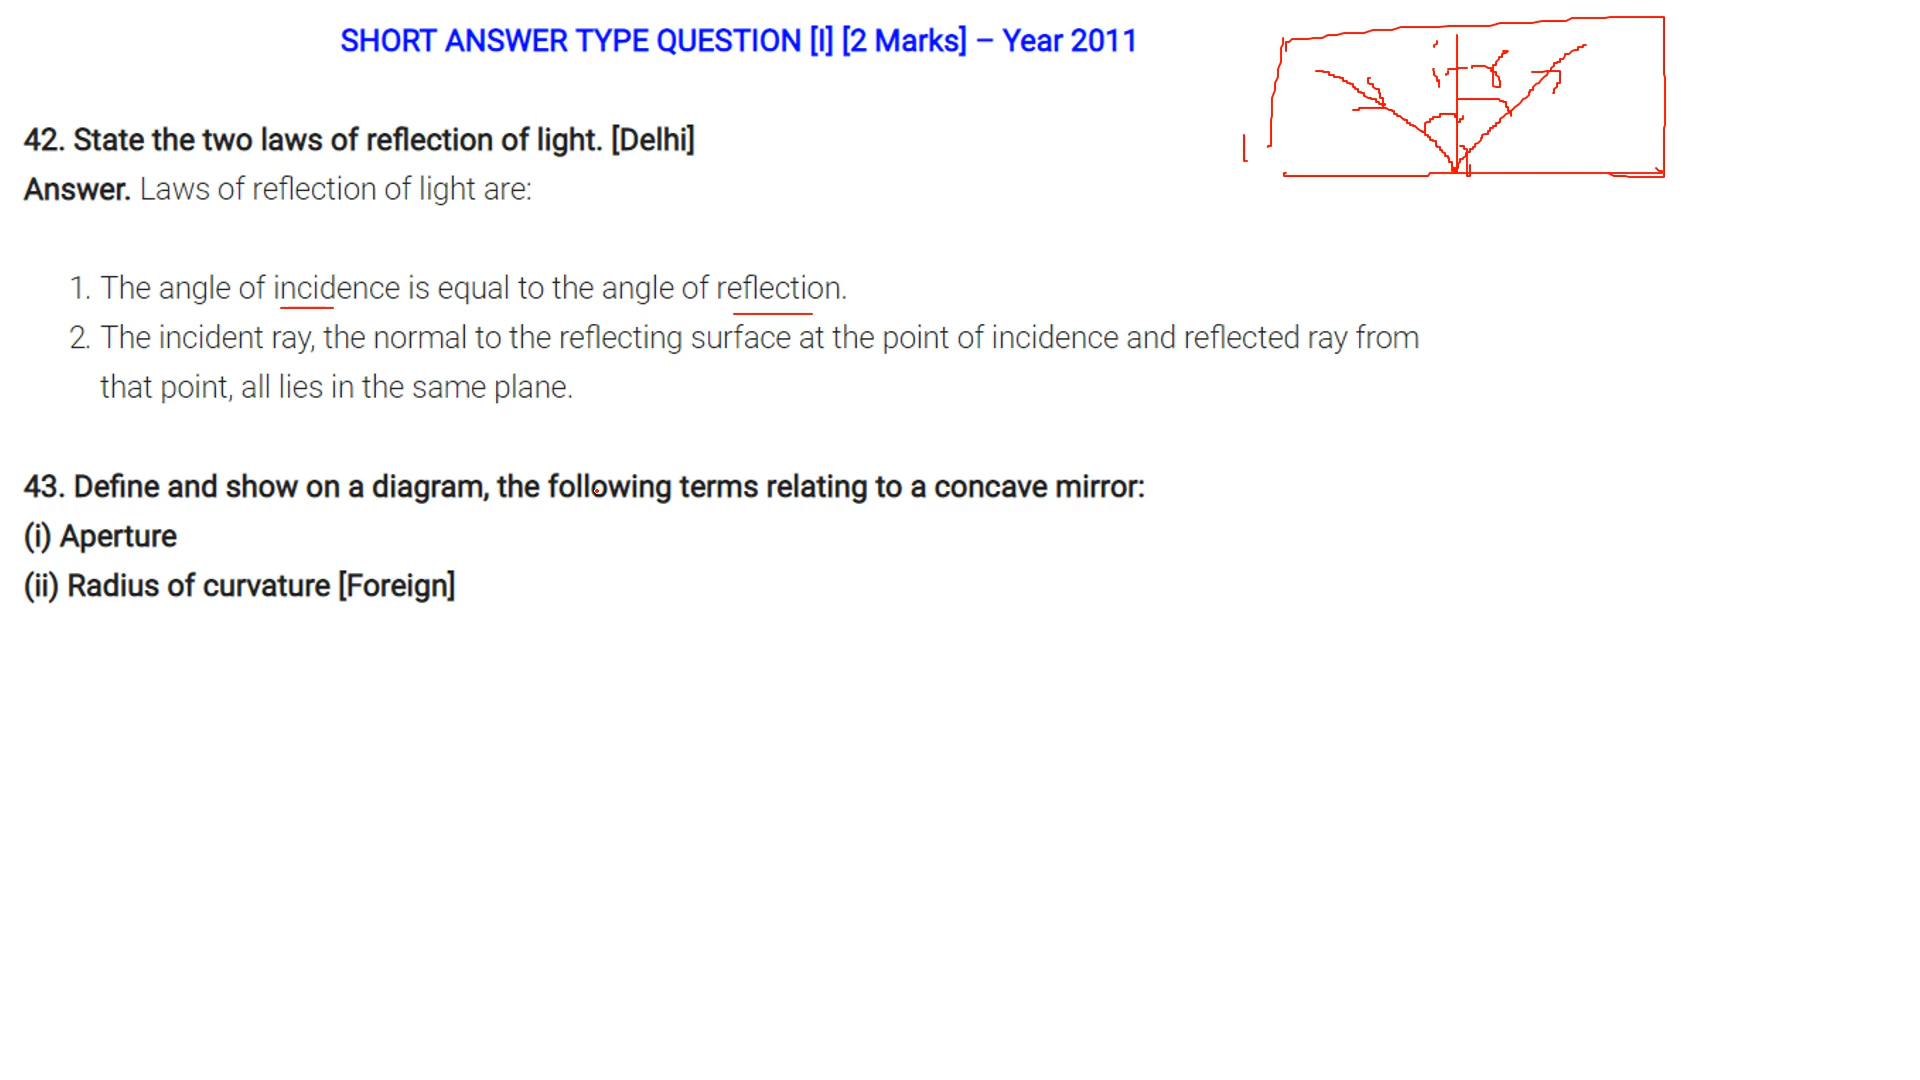 SHORT ANSWER TYPE QUESTION [I] [2 Marks] – Year 2011
42. State the two laws of reflection of light. [Delhi]
Answer. Laws of reflection of light are:
1. The angle of incidence is equal to the angle of reflection.
2. The incident ray, the normal to the reflecting surface at the point of incidence and reflected ray from
that point, all lies in the same plane.
43. Define and show on a diagram, the following terms relating to a concave mirror:
(i) Aperture
(ii) Radius of curvature [Foreign]